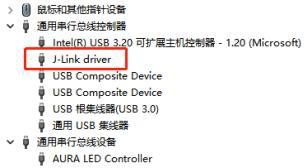 鼠标和其他指针设备
通用串行总线控制器
Intel(R) USB 3.20 可扩展主机控制器 - 1.20 (Microsoft)
J-Link driver
USB Composite Device
USB Composite Device
USB 根集线器(USB 3.0)
通用 USB 集线器
通用串行总线设备
AURA LED Controller